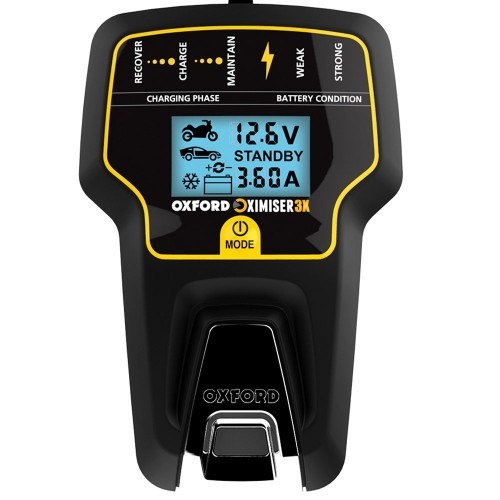 RECOVER CHARGE MAINTAIN WEAK STRONG
CHARGING PHASE BATTERY CONDITION
12.6V
STANDBY
3.60A
OXFORD OXIMISER3X
MODE
OXFORD